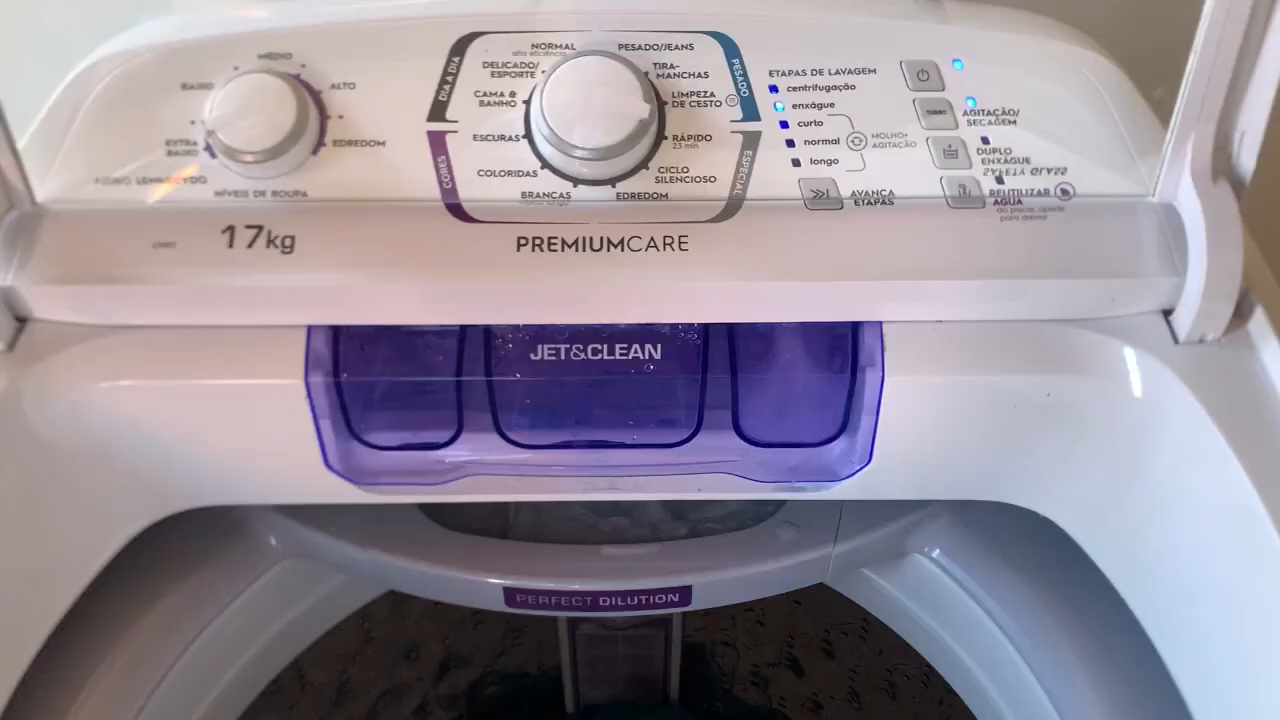 MÉDIO
BAIXO
ALTO
EXTRA
BAIXO
EDREDOM
NÍVEIS DE ROUPA
17kg
DIA A DIA
NORMAL
alta eficiência
DELICADO/
ESPORTE
CAMA &
BANHO
CORES
ESCURAS
COLORIDAS
BRANCAS
PESADO
PESADO/JEANS
TIRA-
MANCHAS
LIMPEZA
DE CESTO
ESPECIAL
RÁPIDO
23 min
CICLO
SILENCIOSO
EDREDOM
PREMIUMCARE
ETAPAS DE LAVAGEM
centrifugação
enxágue
curto
normal
longo
MOLHO+
AGITAÇÃO
AVANÇA
ETAPAS
TURBO
AGITAÇÃO/
SECAGEM
DUPLO
ENXÁGUE
SAFETY GLASS
REUTILIZAR
ÁGUA
JET&CLEAN
PERFECT DILUTION